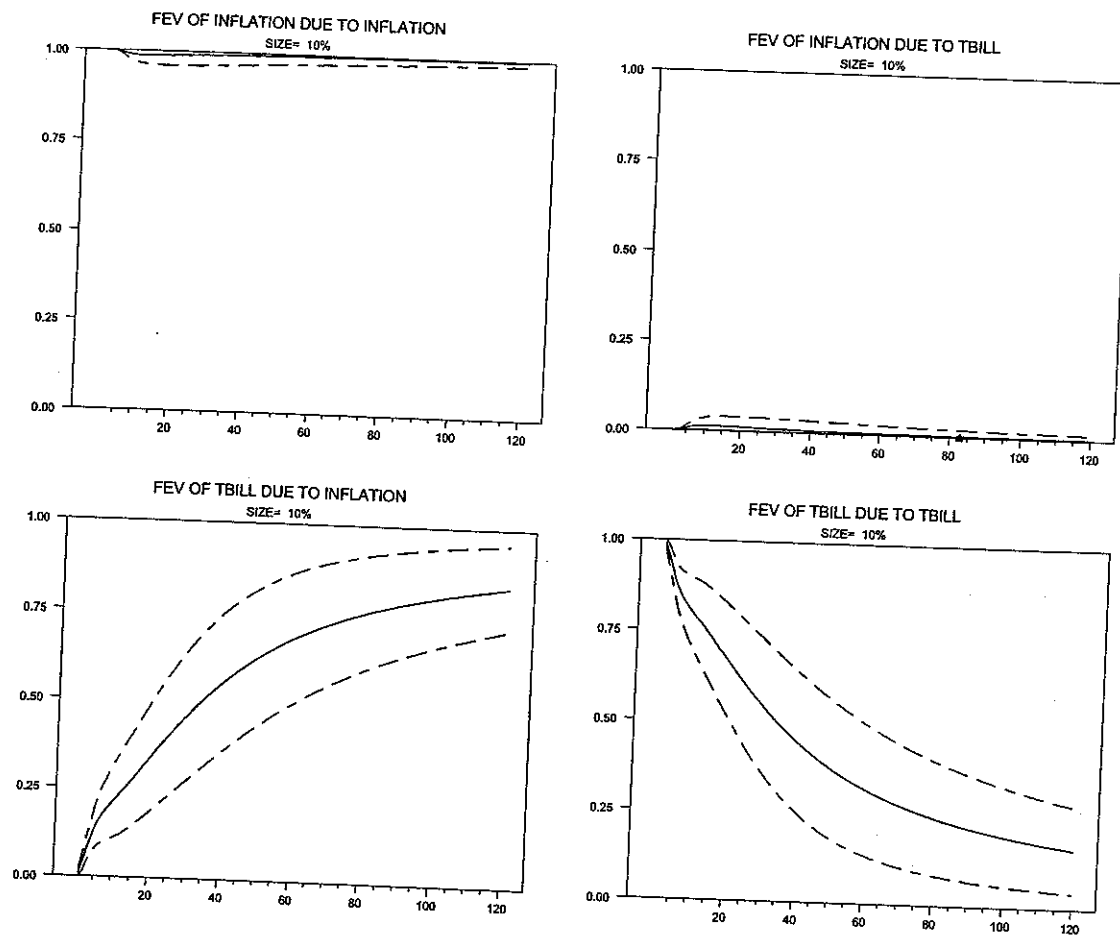 FEV OF INFLATION DUE TO INFLATION
SIZE= 10%
1.00
0.75
0.50
0.25
0.00
20 40 60 80 100 120
FEV OF INFLATION DUE TO TBILL
SIZE= 10%
1.00
0.75
0.50
0.25
0.00
20 40 60 80 100 120
FEV OF TBILL DUE TO INFLATION
SIZE= 10%
1.00
0.75
0.50
0.25
0.00
20 40 60 80 100 120
FEV OF TBILL DUE TO TBILL
SIZE= 10%
1.00
0.75
0.50
0.25
0.00
20 40 60 80 100 120